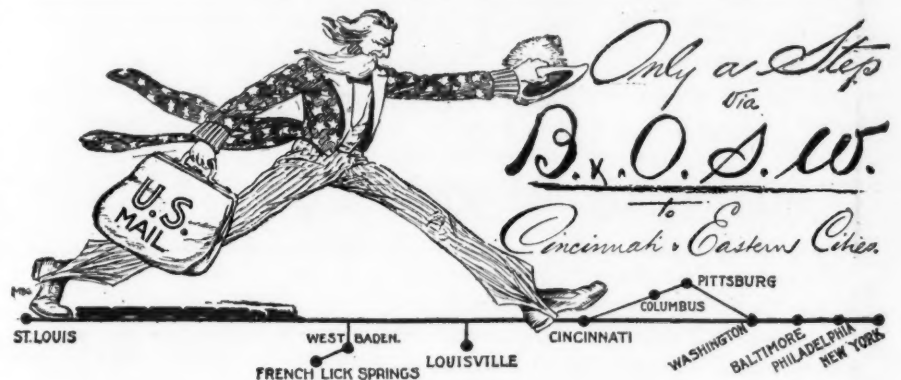 Only a Step
via
B. & O. S. W.
to
Cincinnati & Eastern Cities.
U.S.
MAIL
PITTSBURG
COLUMBUS
ST. LOUIS
WEST BADEN.
FRENCH LICK SPRINGS
LOUISVILLE
CINCINNATI
WASHINGTON
BALTIMORE
PHILADELPHIA
NEW YORK